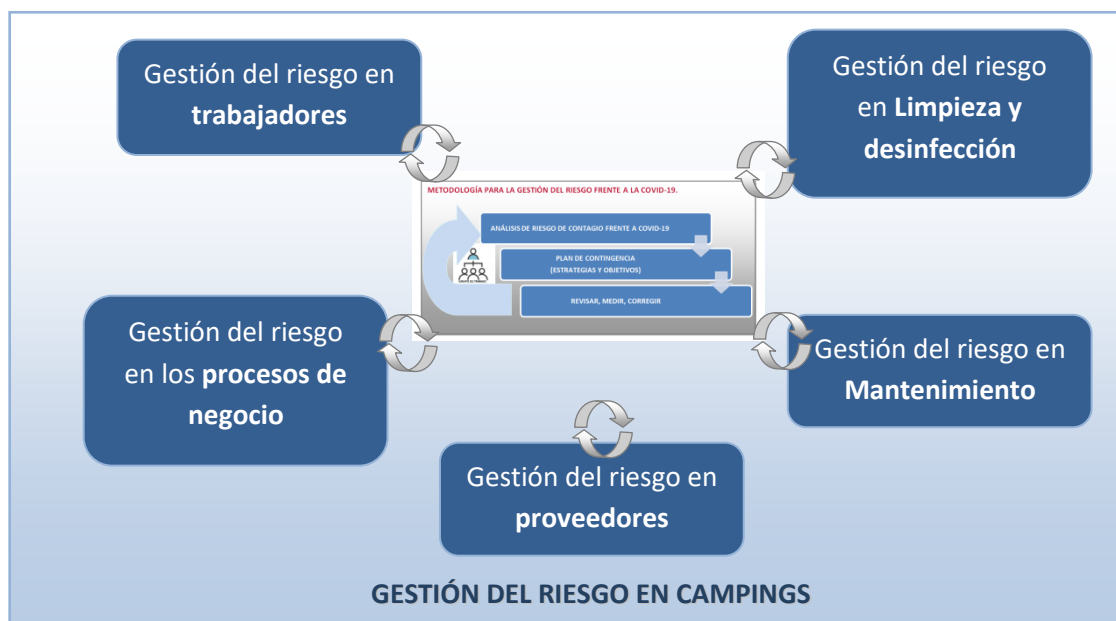 Gestión del riesgo en
trabajadores
Gestión del riesgo
en Limpieza y
desinfección
METODOLOGÍA PARA LA GESTIÓN DEL RIESGO FRENTE A LA COVID-19.
ANÁLISIS DE RIESGO DE CONTAGIO FRENTE A COVID-19
PLAN DE CONTINGENCIA
(ESTRATEGIAS Y OBJETIVOS)
REVISAR, MEDIR, CORREGIR
Gestión del riesgo
en los procesos de
negocio
Gestión del riesgo en
Mantenimiento
Gestión del riesgo en
proveedores
GESTIÓN DEL RIESGO EN CAMPINGS